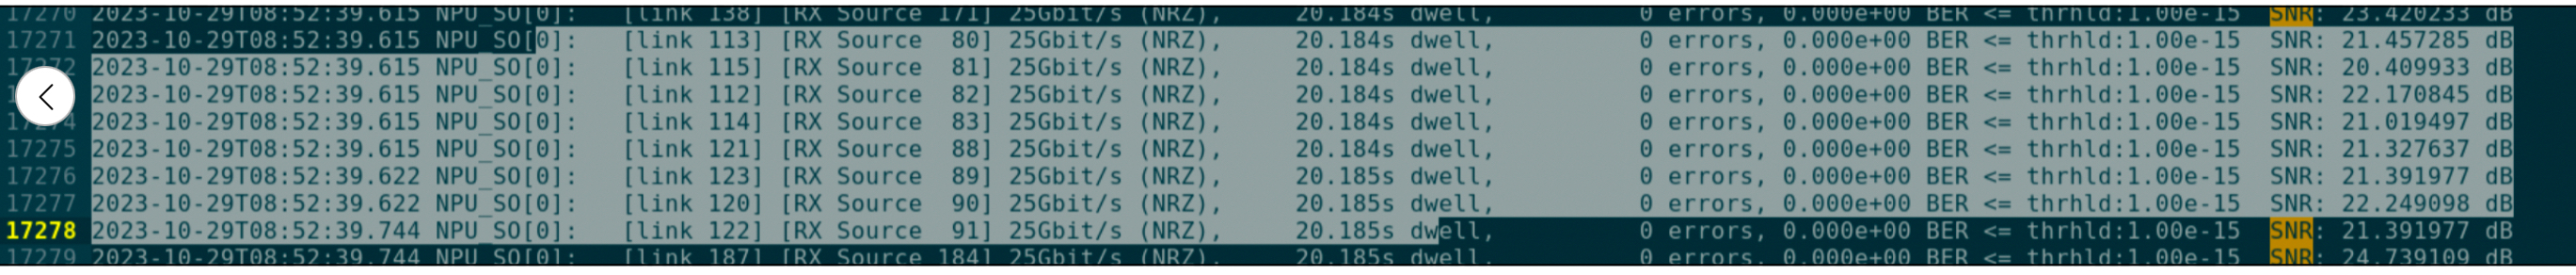 17270 2023-10-29T08:52:39.615 NPU_SO[0]: [link 138] [RX Source 171] 25Gbit/s (NRZ), 20.184s dwell, 0 errors, 0.000e+00 BER <= thrhld:1.00e-15 SNR: 23.420233 dB
17271 2023-10-29T08:52:39.615 NPU_SO[0]: [link 113] [RX Source 80] 25Gbit/s (NRZ), 20.184s dwell, 0 errors, 0.000e+00 BER <= thrhld:1.00e-15 SNR: 21.457285 dB
17272 2023-10-29T08:52:39.615 NPU_SO[0]: [link 115] [RX Source 81] 25Gbit/s (NRZ), 20.184s dwell, 0 errors, 0.000e+00 BER <= thrhld:1.00e-15 SNR: 20.409933 dB
2023-10-29T08:52:39.615 NPU_SO[0]: [link 112] [RX Source 82] 25Gbit/s (NRZ), 20.184s dwell, 0 errors, 0.000e+00 BER <= thrhld:1.00e-15 SNR: 22.170845 dB
17274 2023-10-29T08:52:39.615 NPU_SO[0]: [link 114] [RX Source 83] 25Gbit/s (NRZ), 20.184s dwell, 0 errors, 0.000e+00 BER <= thrhld:1.00e-15 SNR: 21.019497 dB
17275 2023-10-29T08:52:39.615 NPU_SO[0]: [link 121] [RX Source 88] 25Gbit/s (NRZ), 20.184s dwell, 0 errors, 0.000e+00 BER <= thrhld:1.00e-15 SNR: 21.327637 dB
17276 2023-10-29T08:52:39.622 NPU_SO[0]: [link 123] [RX Source 89] 25Gbit/s (NRZ), 20.185s dwell, 0 errors, 0.000e+00 BER <= thrhld:1.00e-15 SNR: 21.391977 dB
17277 2023-10-29T08:52:39.622 NPU_SO[0]: [link 120] [RX Source 90] 25Gbit/s (NRZ), 20.185s dwell, 0 errors, 0.000e+00 BER <= thrhld:1.00e-15 SNR: 22.249098 dB
17278 2023-10-29T08:52:39.744 NPU_SO[0]: [link 122] [RX Source 91] 25Gbit/s (NRZ), 20.185s dwell, 0 errors, 0.000e+00 BER <= thrhld:1.00e-15 SNR: 21.391977 dB
17279 2023-10-29T08:52:39.744 NPU_SO[0]: [link 187] [RX Source 184] 25Gbit/s (NRZ), 20.185s dwell, 0 errors, 0.000e+00 BER <= thrhld:1.00e-15 SNR: 24.739109 dB